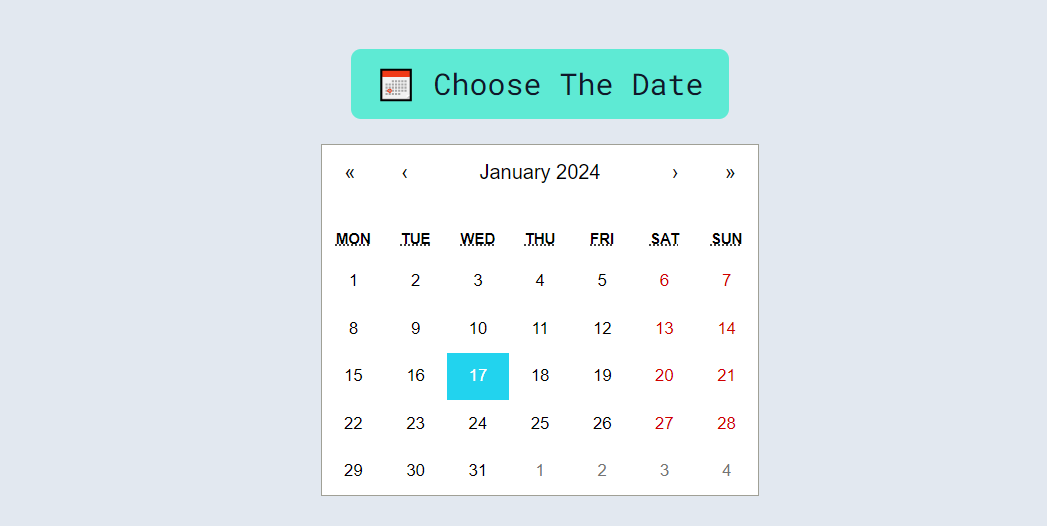 Choose The Date
« ‹ January 2024 › »
MON TUE WED THU FRI SAT SUN
1 2 3 4 5 6 7
8 9 10 11 12 13 14
15 16 17 18 19 20 21
22 23 24 25 26 27 28
29 30 31 1 2 3 4